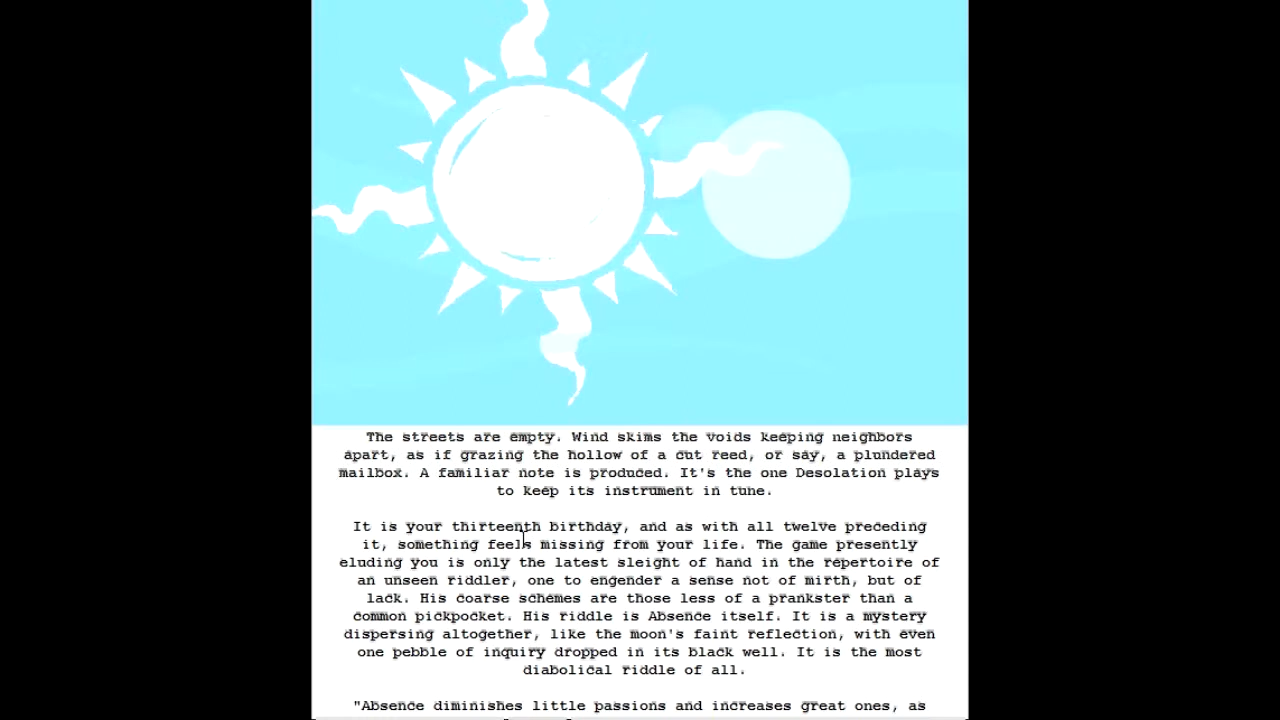 The streets are empty. Wind skims the voids keeping neighbors
apart, as if grazing the hollow of a cut reed, or say, a plundered
mailbox. A familiar note is produced. It's the one Desolation plays
to keep its instrument in tune.
It is your thirteenth birthday, and as with all twelve preceding
it, something feels missing from your life. The game presently
eluding you is only the latest sleight of hand in the repertoire of
an unseen riddler, one to engender a sense not of mirth, but of
lack. His coarse schemes are those less of a prankster than a
common pickpocket. His riddle is Absence itself. It is a mystery
dispersing altogether, like the moon's faint reflection, with even
one pebble of inquiry dropped in its black well. It is the most
diabolical riddle of all.
"Absence diminishes little passions and increases great ones, as